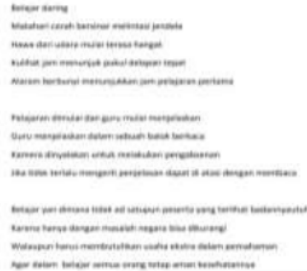 Belajar daring
Matahari cerah bersinar melintasi jendela
Hawa dari udara mulai terasa hangat
Kulihat jam menunjuk pukul delapan tepat
Alaram berbunyi menunjukkan jam pelajaran pertama
Pelajaran dimulai dan guru mulai menjelaskan
Guru menjelaskan dalam sebuah balok berkaca
Kamera dinyalakan untuk melakukan pengabsenan
Jika tidak terlalu mengerti penjelasan dapat di atasi dengan membaca
Belajar yan dimana tidak ad satupun peserta yang terlihat
Karena hanya dengan masalah negara bisa dikurangi
Walaupun harus membutuhkan usaha ekstra dalam pemahaman
Agar dalam belajar semua orang tetap aman kesehatannya